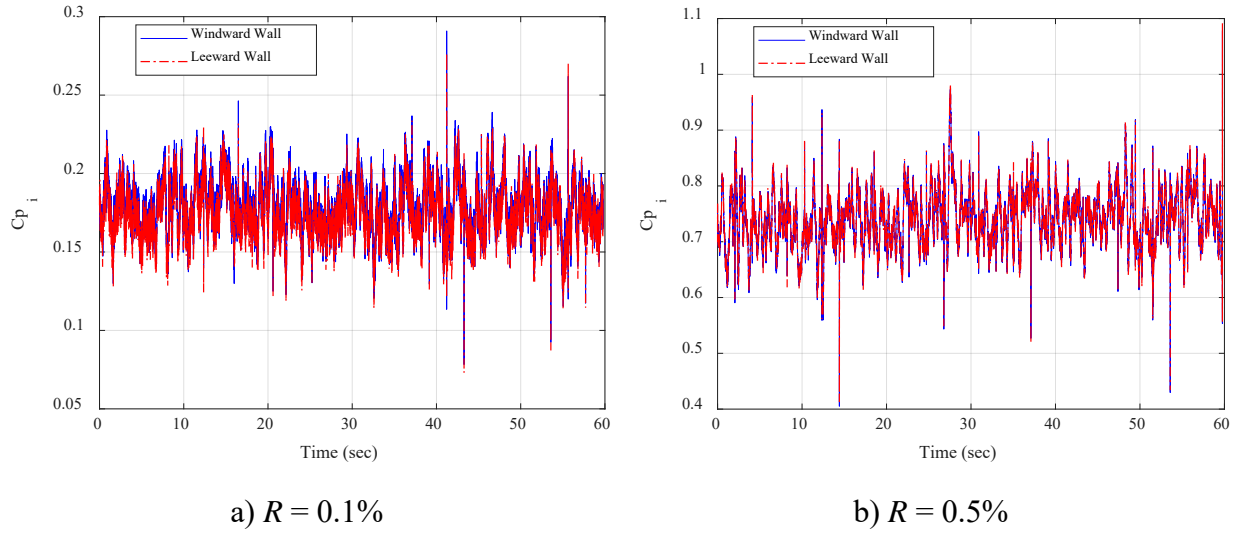 Windward Wall
Leeward Wall
0.3
0.25
0.2
0.15
0.1
0.05
Cp i
0 10 20 30 40 50 60
Time (sec)
a) R = 0.1%
Windward Wall
Leeward Wall
1.1
1
0.9
0.8
0.7
0.6
0.5
0.4
Cp i
0 10 20 30 40 50 60
Time (sec)
b) R = 0.5%